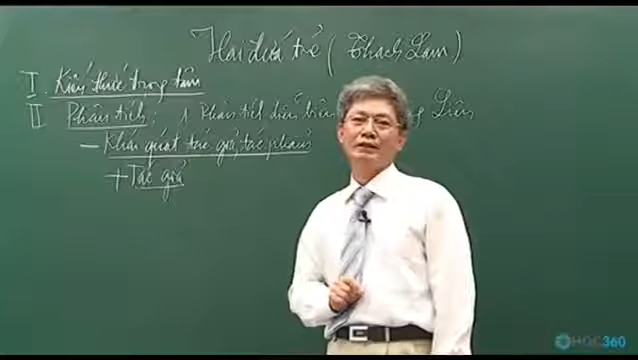 Hai đứa trẻ (Thạch Lam)
I. Kiến thức trọng tâm
II Phân tích: 1 Phân tích diễn biến Liên
– Khái quát tác giả, tác phẩm
+ Tác giả
HỌC360